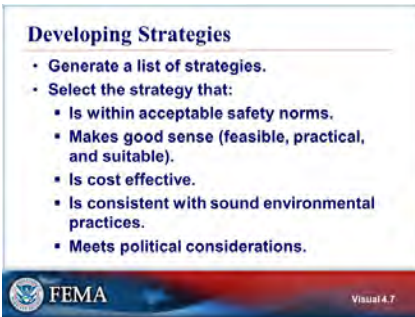 Developing Strategies
• Generate a list of strategies.
• Select the strategy that:
▪ Is within acceptable safety norms.
▪ Makes good sense (feasible, practical,
and suitable).
▪ Is cost effective.
▪ Is consistent with sound environmental
practices.
▪ Meets political considerations.
FEMA
Visual 4.7